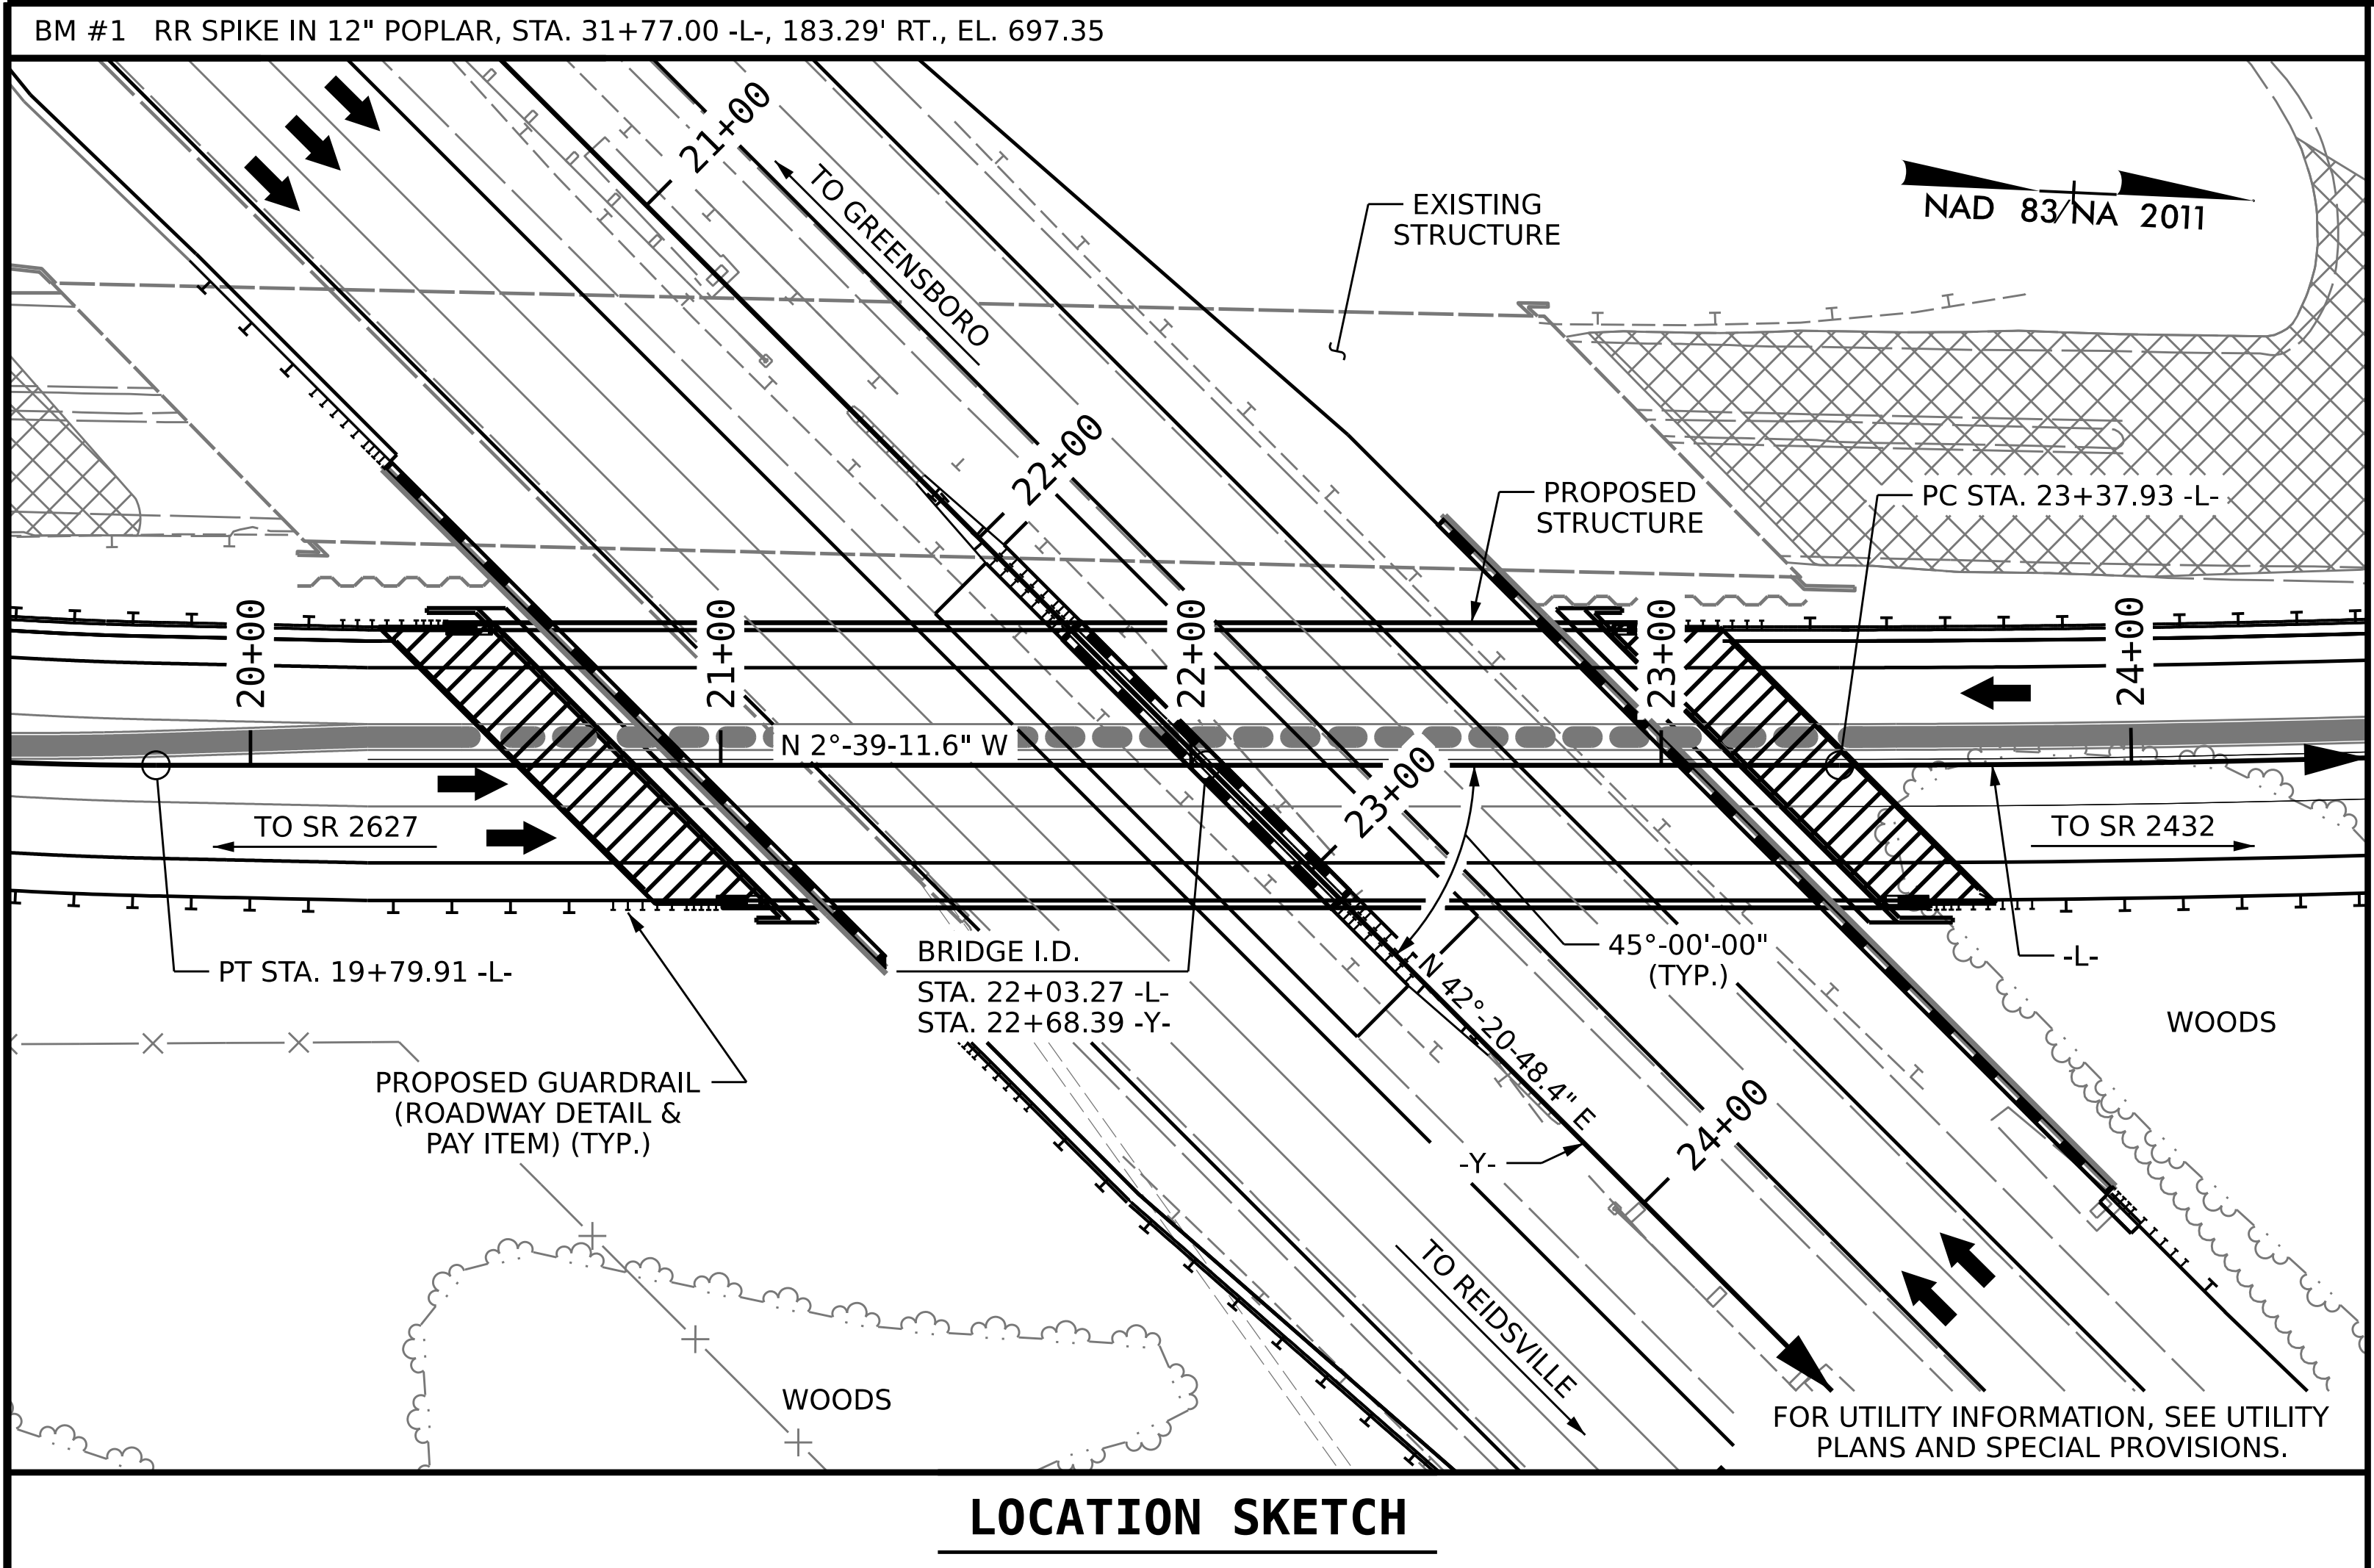 BM #1 RR SPIKE IN 12" POPLAR, STA. 31+77.00 -L-, 183.29' RT., EL. 697.35
21+00
TO GREENSBORO
EXISTING
STRUCTURE
NAD 83/NA 2011
22+00
PROPOSED
STRUCTURE
PC STA. 23+37.93 -L-
20+00
21+00
22+00
23+00
24+00
N 2°-39-11.6" W
23+00
TO SR 2627
TO SR 2432
PT STA. 19+79.91 -L-
BRIDGE I.D.
STA. 22+03.27 -L-
STA. 22+68.39 -Y-
45°-00'-00"
(TYP.)
-L-
N 42°-20-48.4" E
WOODS
PROPOSED GUARDRAIL
(ROADWAY DETAIL &
PAY ITEM) (TYP.)
24+00
-Y-
TO REIDSVILLE
WOODS
FOR UTILITY INFORMATION, SEE UTILITY
PLANS AND SPECIAL PROVISIONS.
LOCATION SKETCH